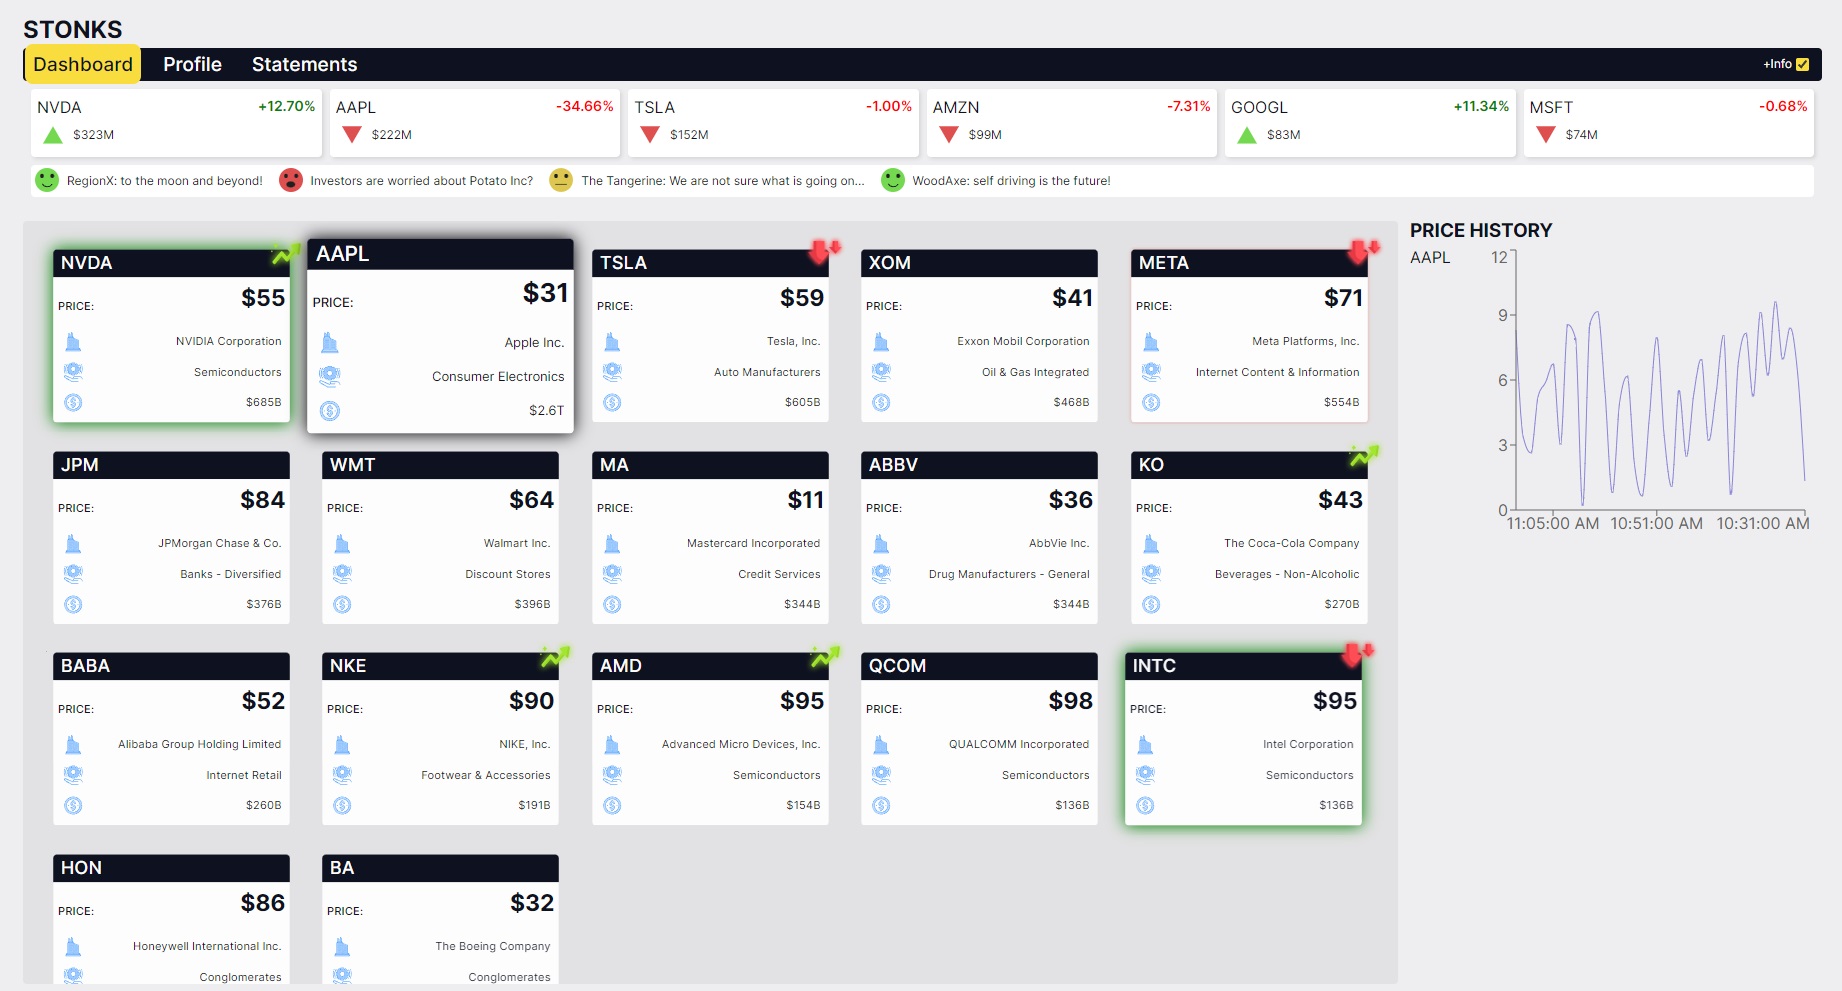 STONKS
Dashboard Profile Statements +Info
NVDA +12.70% AAPL -34.66% TSLA -1.00% AMZN -7.31% GOOGL +11.34% MSFT -0.68%
$323M $222M $152M $99M $83M $74M
RegionX: to the moon and beyond! Investors are worried about Potato Inc? The Tangerine: We are not sure what is going on... WoodAxe: self driving is the future!
NVDA
PRICE: $55
NVIDIA Corporation
Semiconductors
$685B
AAPL
PRICE: $31
Apple Inc.
Consumer Electronics
$2.6T
TSLA
PRICE: $59
Tesla, Inc.
Auto Manufacturers
$605B
XOM
PRICE: $41
Exxon Mobil Corporation
Oil & Gas Integrated
$468B
META
PRICE: $71
Meta Platforms, Inc.
Internet Content & Information
$554B
JPM
PRICE: $84
JPMorgan Chase & Co.
Banks - Diversified
$376B
WMT
PRICE: $64
Walmart Inc.
Discount Stores
$396B
MA
PRICE: $11
Mastercard Incorporated
Credit Services
$344B
ABBV
PRICE: $36
AbbVie Inc.
Drug Manufacturers - General
$344B
KO
PRICE: $43
The Coca-Cola Company
Beverages - Non-Alcoholic
$270B
BABA
PRICE: $52
Alibaba Group Holding Limited
Internet Retail
$260B
NKE
PRICE: $90
NIKE, Inc.
Footwear & Accessories
$191B
AMD
PRICE: $95
Advanced Micro Devices, Inc.
Semiconductors
$154B
QCOM
PRICE: $98
QUALCOMM Incorporated
Semiconductors
$136B
INTC
PRICE: $95
Intel Corporation
Semiconductors
$136B
HON
PRICE: $86
Honeywell International Inc.
Conglomerates
BA
PRICE: $32
The Boeing Company
Conglomerates
PRICE HISTORY
AAPL
12
9
6
3
0
11:05:00 AM 10:51:00 AM 10:31:00 AM